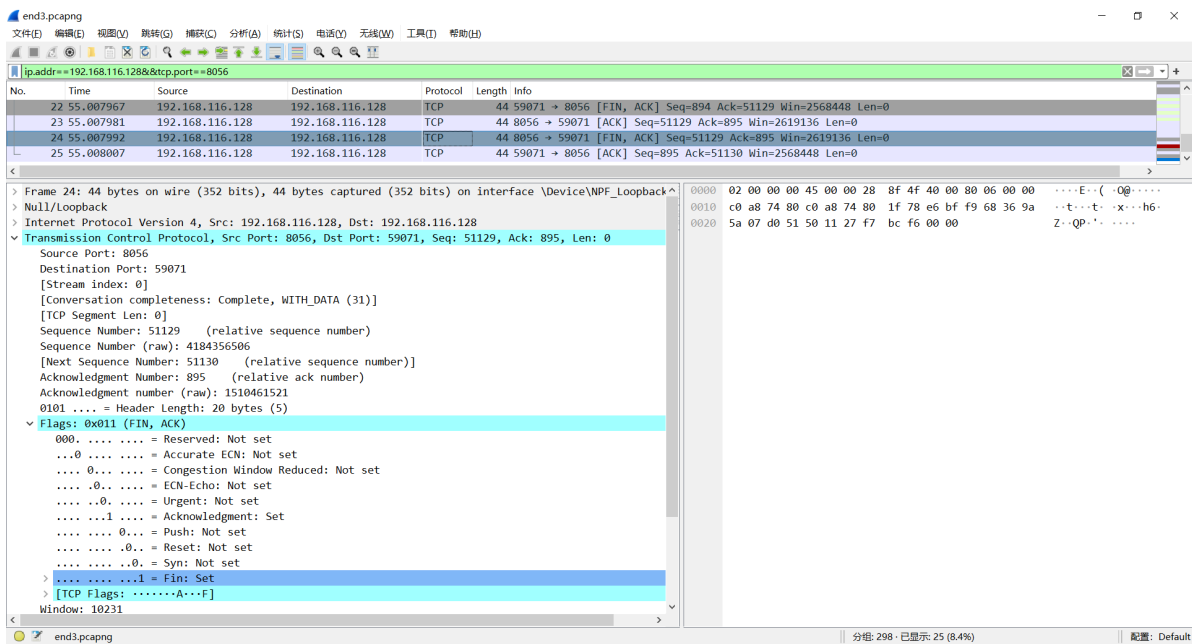 end3.pcapng
文件(F) 编辑(E) 视图(V) 跳转(G) 捕获(C) 分析(A) 统计(S) 电话(Y) 无线(W) 工具(T) 帮助(H)
ip.addr==192.168.116.128&&tcp.port==8056
No. Time Source Destination Protocol Length Info
22 55.007967 192.168.116.128 192.168.116.128 TCP 44 59071 → 8056 [FIN, ACK] Seq=894 Ack=51129 Win=2568448 Len=0
23 55.007981 192.168.116.128 192.168.116.128 TCP 44 8056 → 59071 [ACK] Seq=51129 Ack=895 Win=2619136 Len=0
24 55.007992 192.168.116.128 192.168.116.128 TCP 44 8056 → 59071 [FIN, ACK] Seq=51129 Ack=895 Win=2619136 Len=0
25 55.008007 192.168.116.128 192.168.116.128 TCP 44 59071 → 8056 [ACK] Seq=895 Ack=51130 Win=2568448 Len=0
Frame 24: 44 bytes on wire (352 bits), 44 bytes captured (352 bits) on interface \Device\NPF_Loopback
Null/Loopback
Internet Protocol Version 4, Src: 192.168.116.128, Dst: 192.168.116.128
Transmission Control Protocol, Src Port: 8056, Dst Port: 59071, Seq: 51129, Ack: 895, Len: 0
Source Port: 8056
Destination Port: 59071
[Stream index: 0]
[Conversation completeness: Complete, WITH_DATA (31)]
[TCP Segment Len: 0]
Sequence Number: 51129 (relative sequence number)
Sequence Number (raw): 4184356506
[Next Sequence Number: 51130 (relative sequence number)]
Acknowledgment Number: 895 (relative ack number)
Acknowledgment number (raw): 1510461521
0101 .... = Header Length: 20 bytes (5)
Flags: 0x011 (FIN, ACK)
000. .... .... = Reserved: Not set
...0 .... .... = Accurate ECN: Not set
.... 0... .... = Congestion Window Reduced: Not set
.... .0.. .... = ECN-Echo: Not set
.... ..0. .... = Urgent: Not set
.... ...1 .... = Acknowledgment: Set
.... .... 0... = Push: Not set
.... .... .0.. = Reset: Not set
.... .... ..0. = Syn: Not set
.... .... ...1 = Fin: Set
[TCP Flags: ·······A···F]
Window: 10231
0000 02 00 00 00 45 00 00 28 8f 4f 40 00 80 06 00 00 ····E··( ·O@·····
0010 c0 a8 74 80 c0 a8 74 80 1f 78 e6 bf f9 68 36 9a ··t···t· ·x···h6·
0020 5a 07 d0 51 50 11 27 f7 bc f6 00 00 Z··QP·'· ····
end3.pcapng 分组: 298 · 已显示: 25 (8.4%) 配置: Default